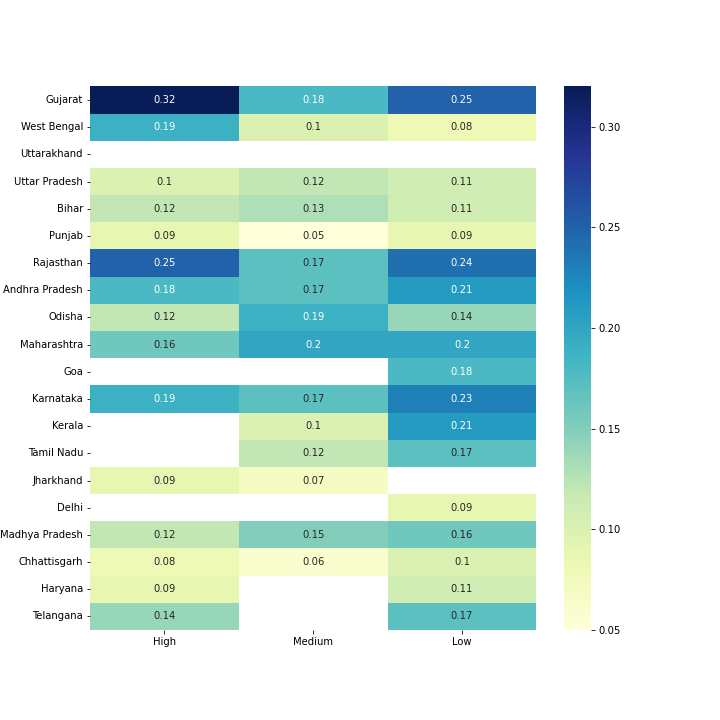 Gujarat 0.32 0.18 0.25
West Bengal 0.19 0.1 0.08
Uttarakhand
Uttar Pradesh 0.1 0.12 0.11
Bihar 0.12 0.13 0.11
Punjab 0.09 0.05 0.09
Rajasthan 0.25 0.17 0.24
Andhra Pradesh 0.18 0.17 0.21
Odisha 0.12 0.19 0.14
Maharashtra 0.16 0.2 0.2
Goa 0.18
Karnataka 0.19 0.17 0.23
Kerala 0.1 0.21
Tamil Nadu 0.12 0.17
Jharkhand 0.09 0.07
Delhi 0.09
Madhya Pradesh 0.12 0.15 0.16
Chhattisgarh 0.08 0.06 0.1
Haryana 0.09 0.11
Telangana 0.14 0.17
High Medium Low
0.30
0.25
0.20
0.15
0.10
0.05